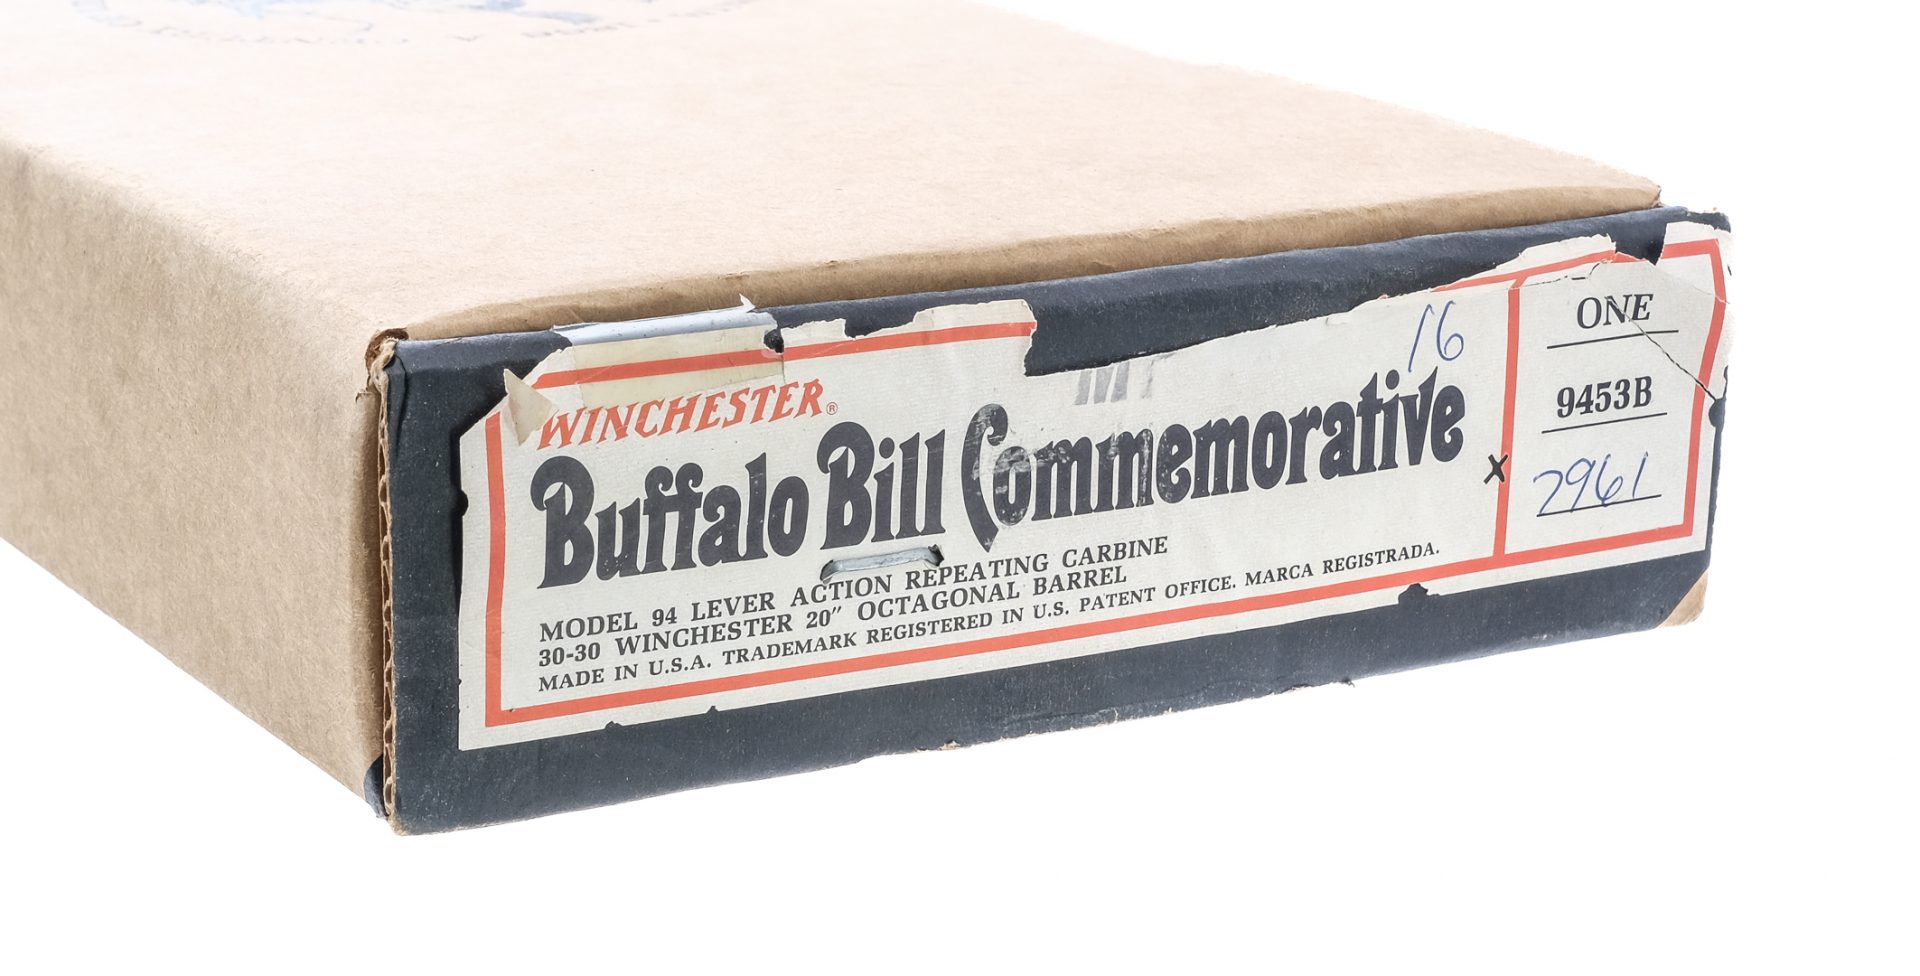 16
WINCHESTER®
Buffalo Bill Commemorative
MODEL 94 LEVER ACTION REPEATING CARBINE
30-30 WINCHESTER 20" OCTAGONAL BARREL
MADE IN U.S.A. TRADEMARK REGISTERED IN U.S. PATENT OFFICE. MARCA REGISTRADA.
X
ONE
9453B
2961